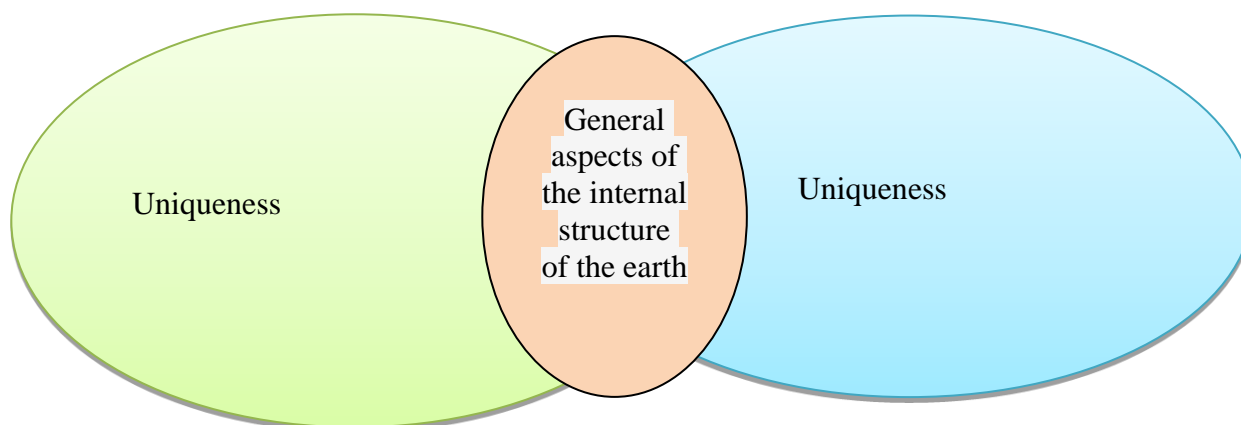 Uniqueness
General
aspects of
the internal
structure
of the earth
Uniqueness